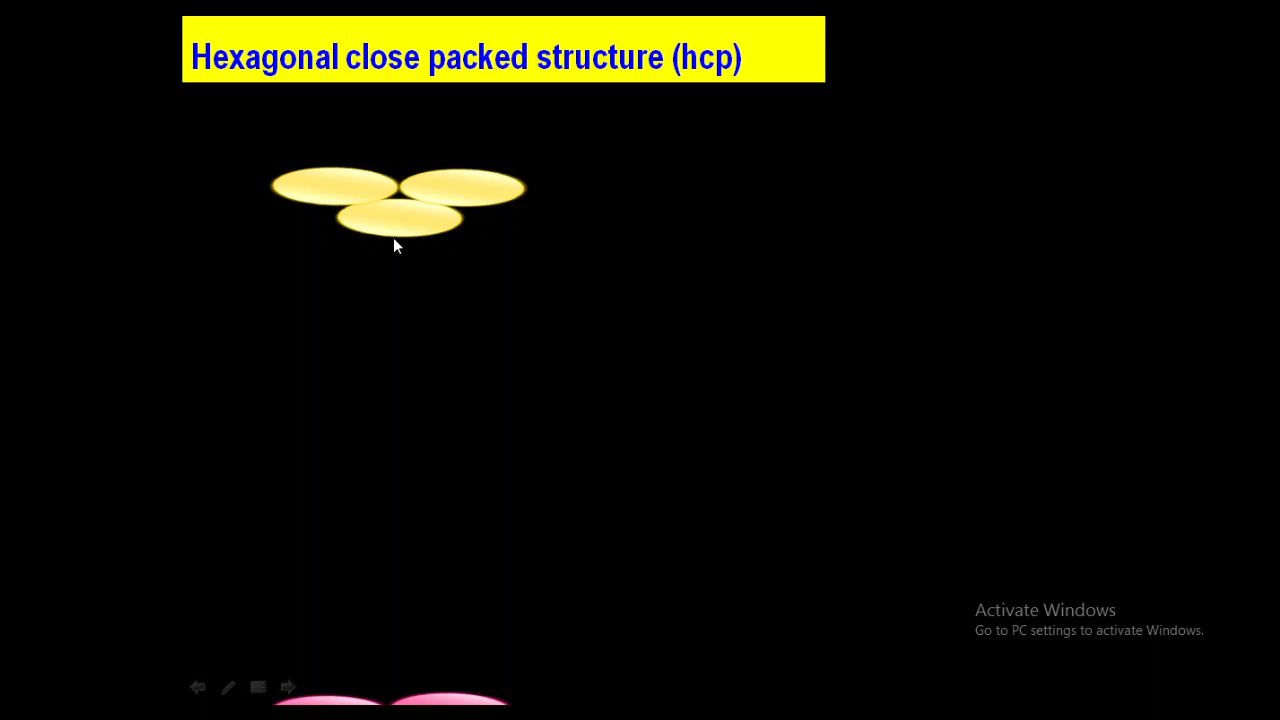 Hexagonal close packed structure (hcp)
Activate Windows
Go to PC settings to activate Windows.